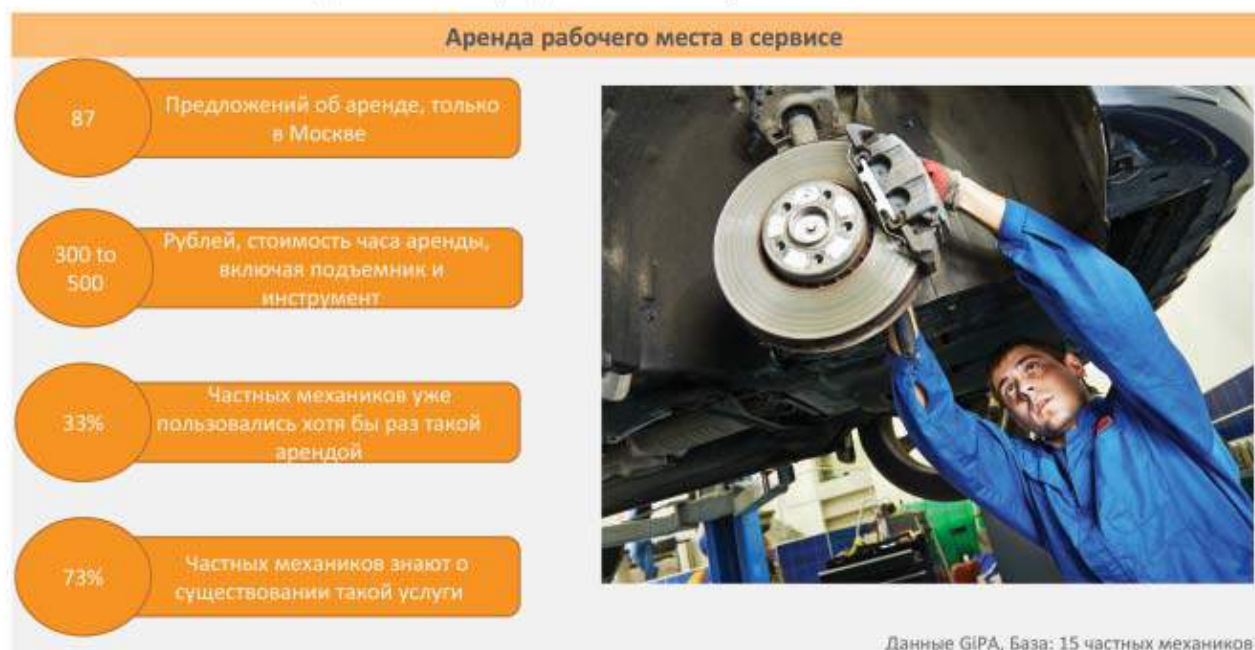 Аренда рабочего места в сервисе
87
Предложений об аренде, только
в Москве
300 to
500
Рублей, стоимость часа аренды,
включая подъемник и
инструмент
33%
Частных механиков уже
пользовались хотя бы раз такой
арендой
73%
Частных механиков знают о
существовании такой услуги
Данные GiPA, База: 15 частных механиков